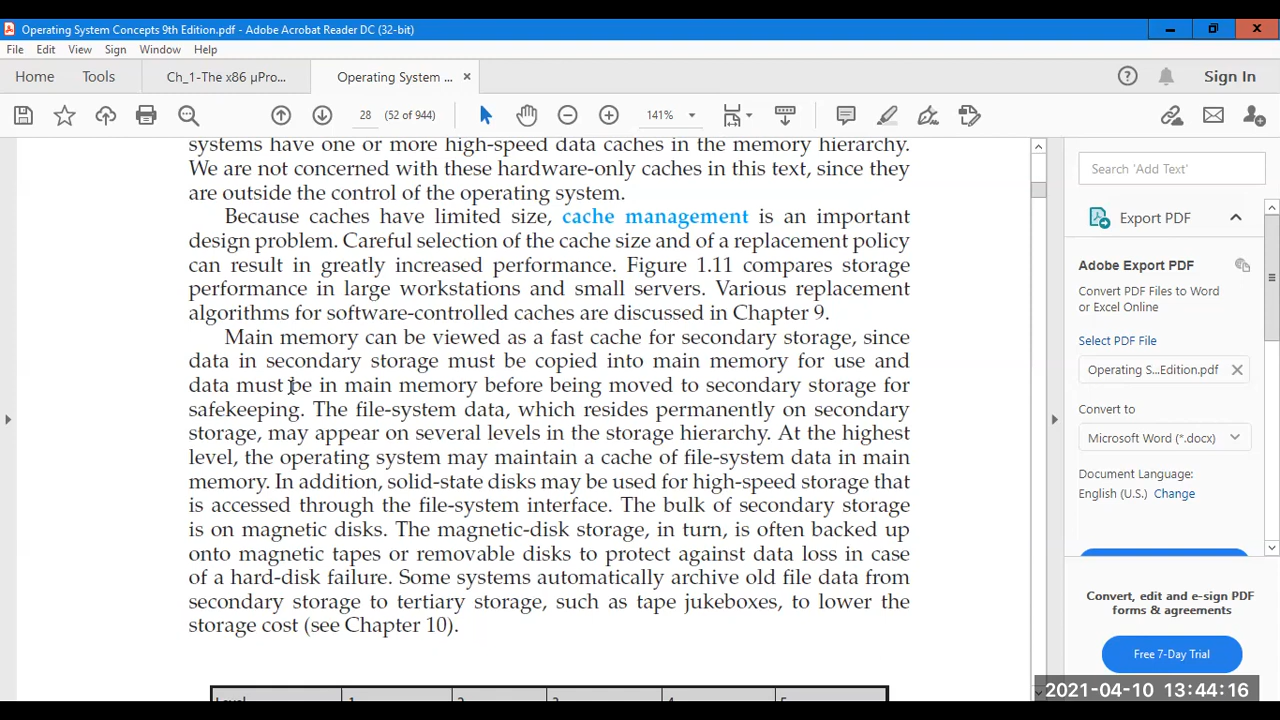 Operating System Concepts 9th Edition.pdf - Adobe Acrobat Reader DC (32-bit)
File Edit View Sign Window Help
Home Tools Ch_1-The x86 µPro... Operating System ... × Sign In
28 (52 of 944) 141%
systems have one or more high-speed data caches in the memory hierarchy.
We are not concerned with these hardware-only caches in this text, since they
are outside the control of the operating system.
Because caches have limited size, cache management is an important
design problem. Careful selection of the cache size and of a replacement policy
can result in greatly increased performance. Figure 1.11 compares storage
performance in large workstations and small servers. Various replacement
algorithms for software-controlled caches are discussed in Chapter 9.
Main memory can be viewed as a fast cache for secondary storage, since
data in secondary storage must be copied into main memory for use and
data must be in main memory before being moved to secondary storage for
safekeeping. The file-system data, which resides permanently on secondary
storage, may appear on several levels in the storage hierarchy. At the highest
level, the operating system may maintain a cache of file-system data in main
memory. In addition, solid-state disks may be used for high-speed storage that
is accessed through the file-system interface. The bulk of secondary storage
is on magnetic disks. The magnetic-disk storage, in turn, is often backed up
onto magnetic tapes or removable disks to protect against data loss in case
of a hard-disk failure. Some systems automatically archive old file data from
secondary storage to tertiary storage, such as tape jukeboxes, to lower the
storage cost (see Chapter 10).
Search 'Add Text'
Export PDF
Adobe Export PDF
Convert PDF Files to Word
or Excel Online
Select PDF File
Operating S...Edition.pdf ×
Convert to
Microsoft Word (*.docx)
Document Language:
English (U.S.) Change
Convert, edit and e-sign PDF
forms & agreements
Free 7-Day Trial
2021-04-10 13:44:16